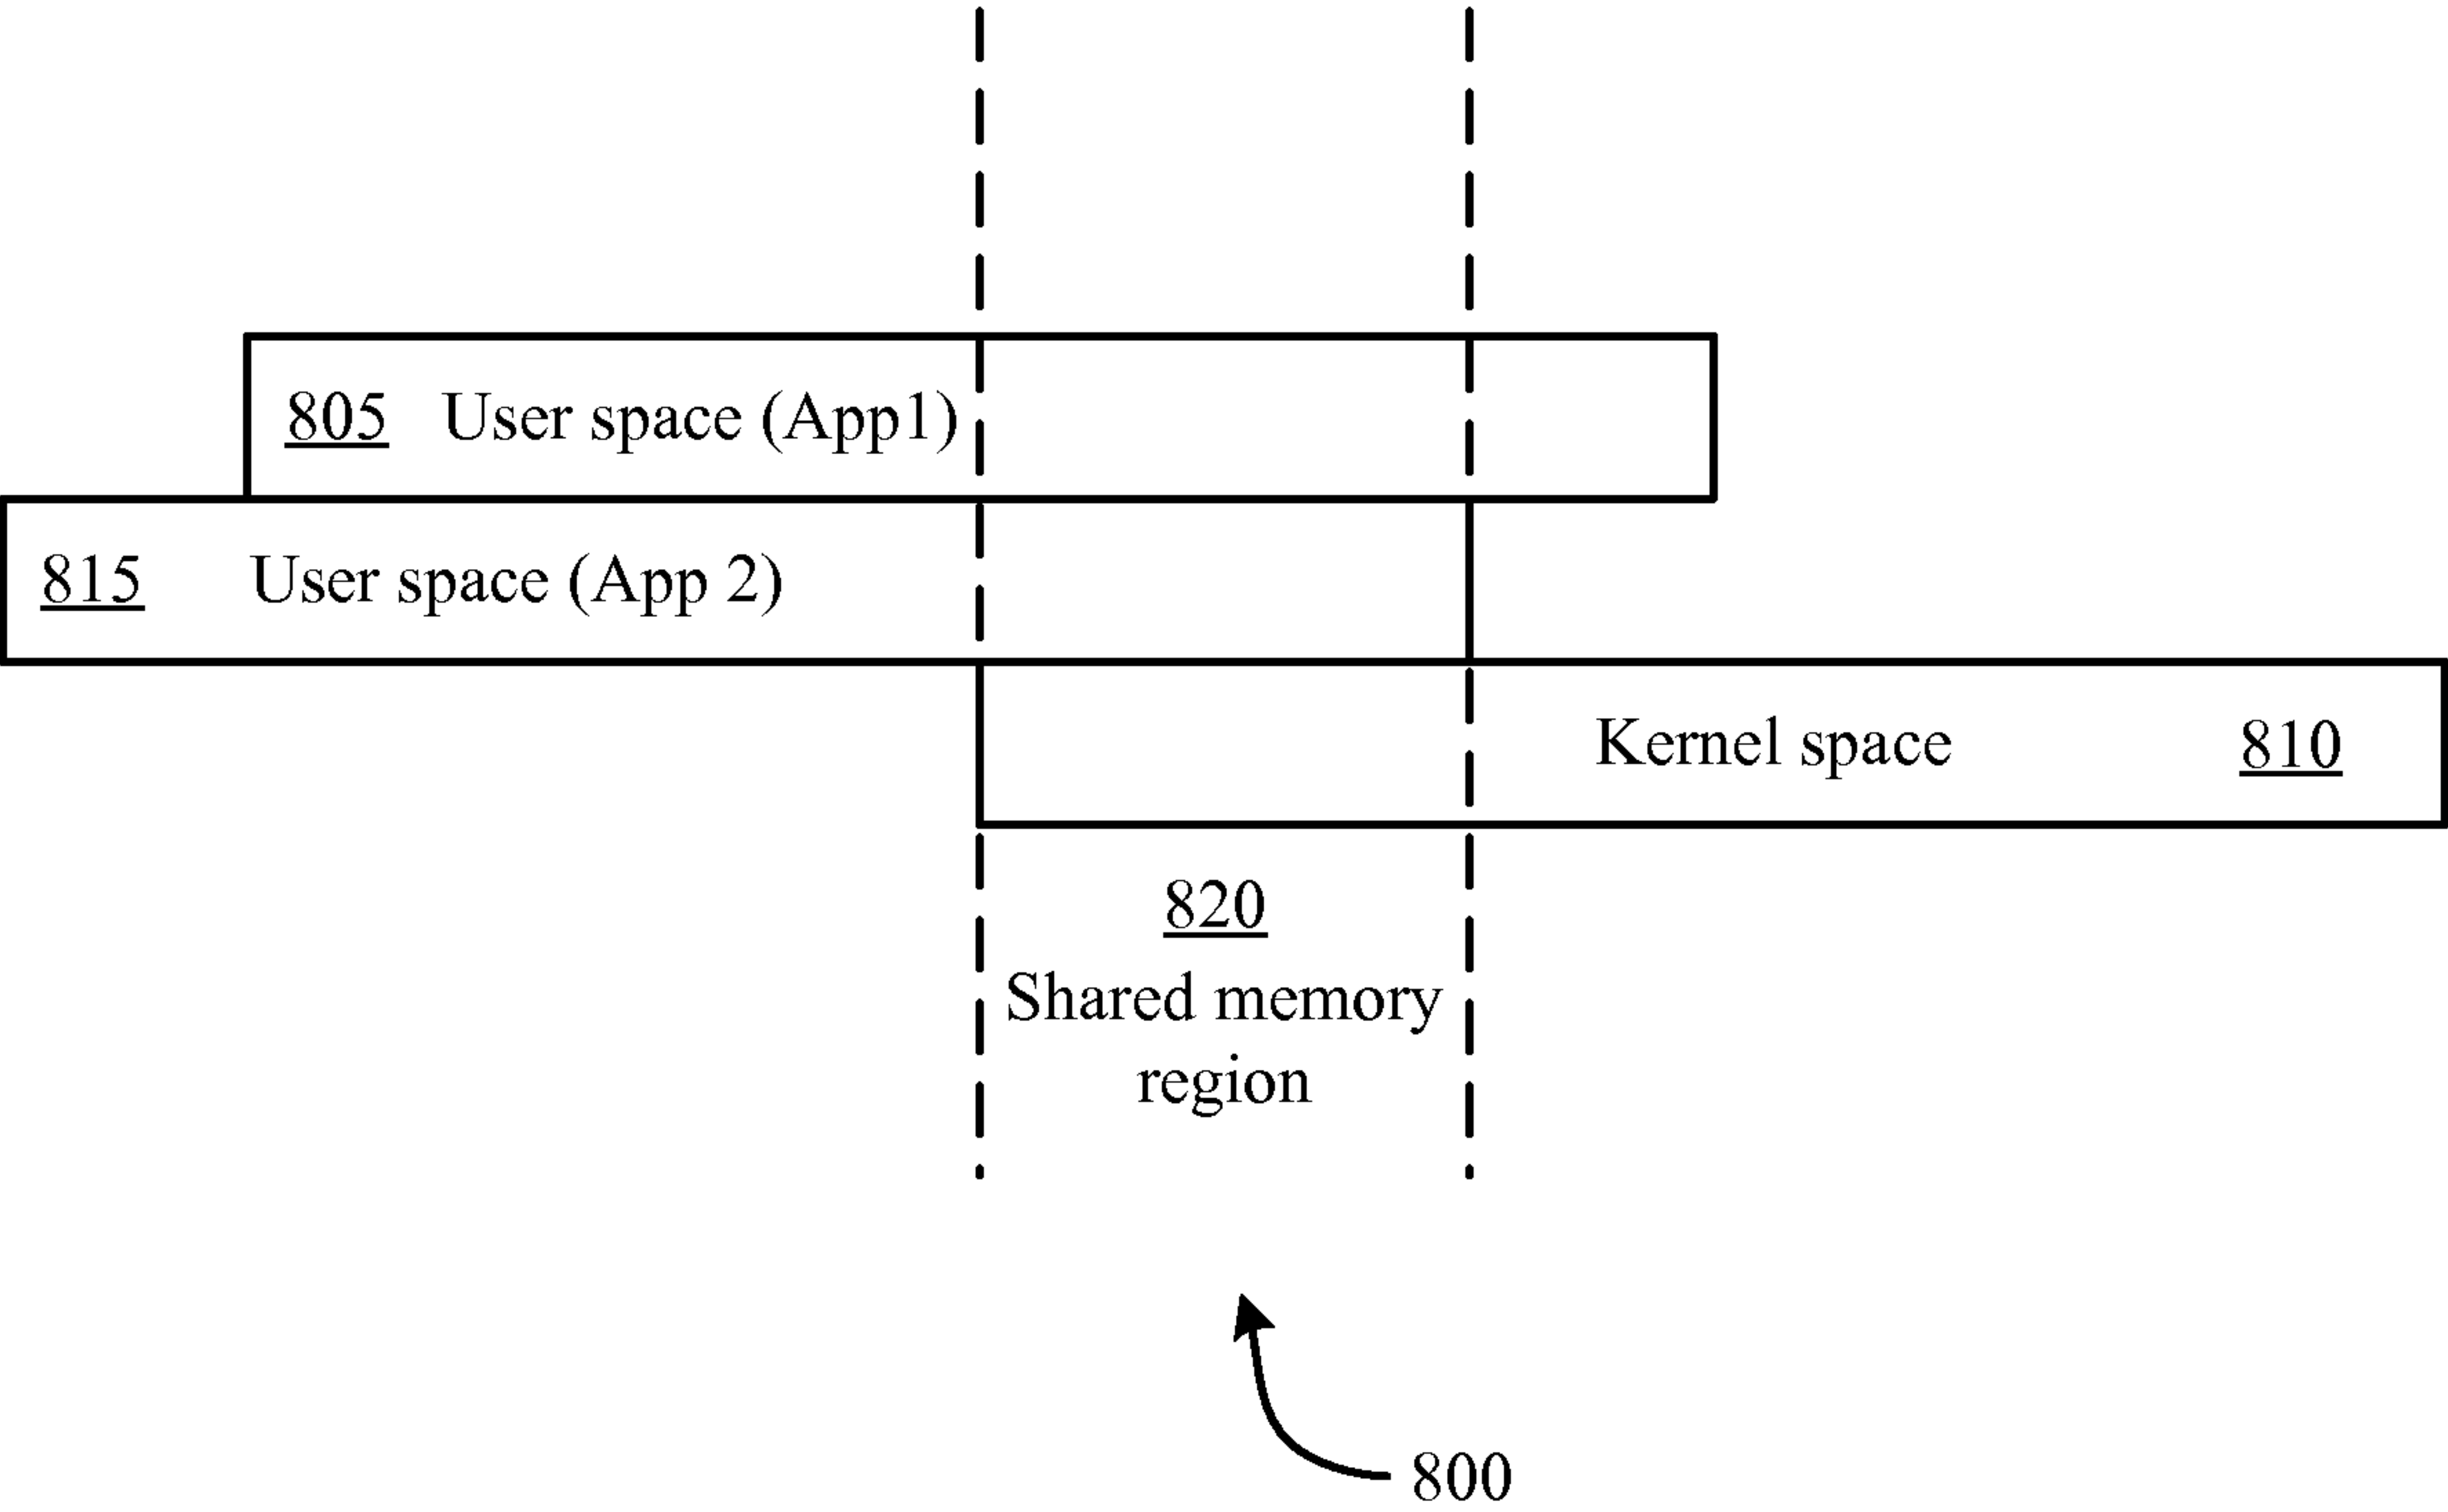 805 User space (App1)
815 User space (App 2)
Kernel space 810
820
Shared memory
region
800